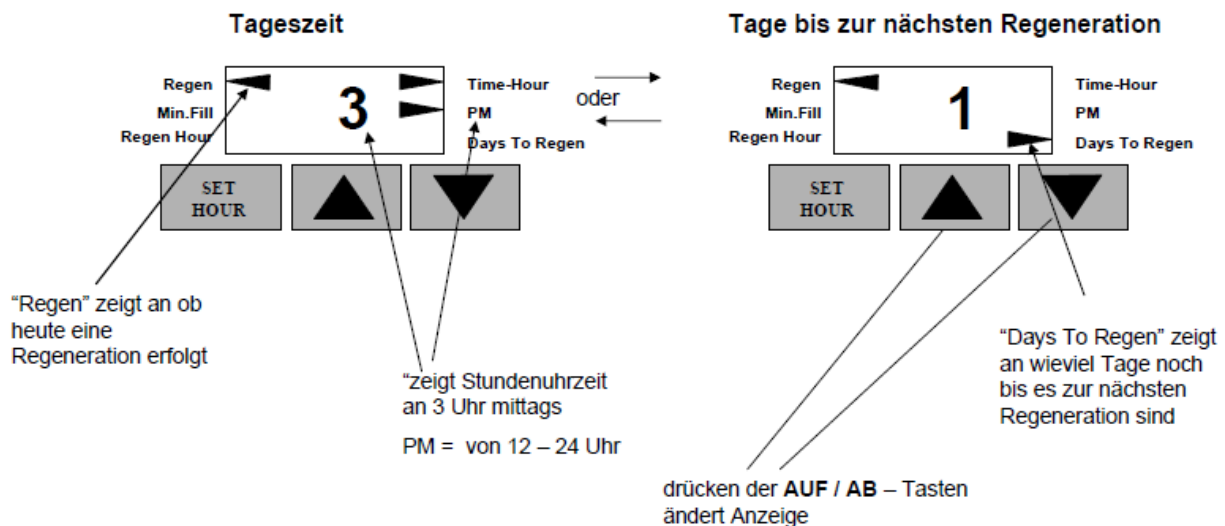 Tageszeit
Regen
Min.Fill
Regen Hour
3
Time-Hour
PM
Days To Regen
SET
HOUR
oder
Tage bis zur nächsten Regeneration
Regen
Min.Fill
Regen Hour
1
Time-Hour
PM
Days To Regen
SET
HOUR
“Regen” zeigt an ob
heute eine
Regeneration erfolgt
“zeigt Stundenuhrzeit
an 3 Uhr mittags
PM = von 12 – 24 Uhr
“Days To Regen” zeigt
an wieviel Tage noch
bis es zur nächsten
Regeneration sind
drücken der AUF / AB – Tasten
ändert Anzeige